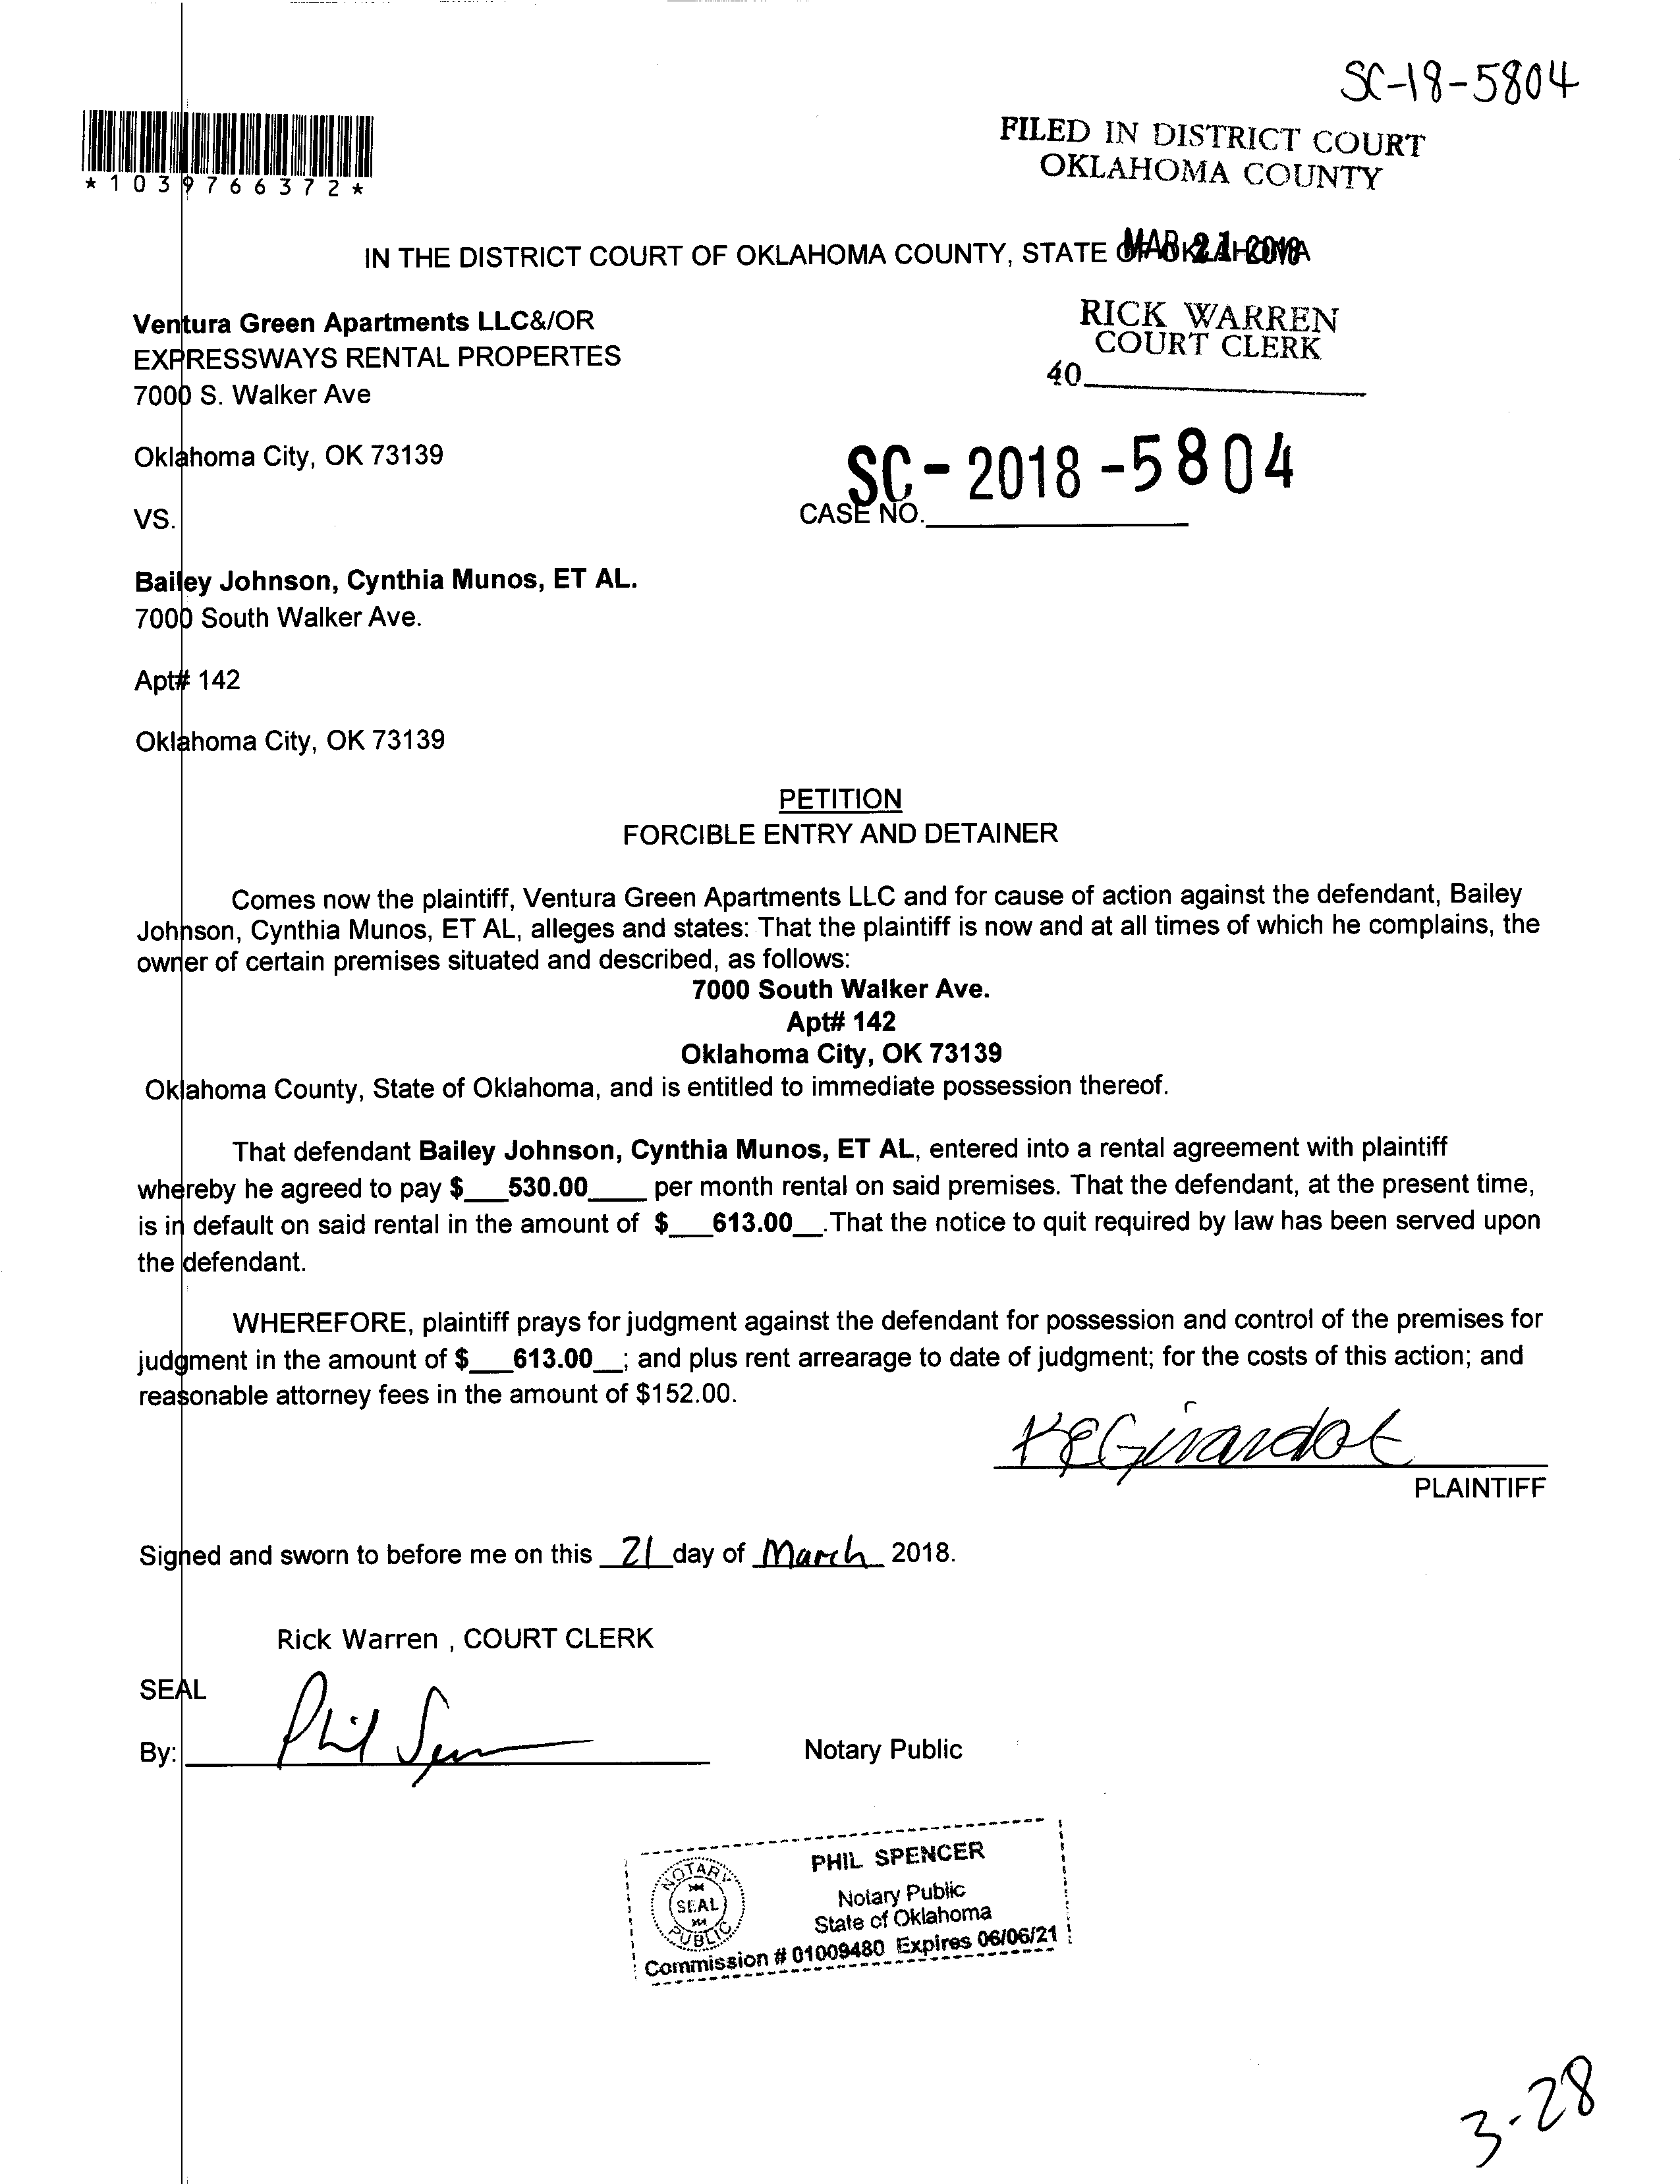 SC-18-5804
*1039766372*
FILED IN DISTRICT COURT
OKLAHOMA COUNTY
MAR 21 2018
IN THE DISTRICT COURT OF OKLAHOMA COUNTY, STATE OF OKLAHOMA
RICK WARREN
COURT CLERK
40
Ventura Green Apartments LLC&/OR
EXPRESSWAYS RENTAL PROPERTES
7000 S. Walker Ave
Oklahoma City, OK 73139
SC-2018-5804
CASE NO.
VS.
Bailey Johnson, Cynthia Munos, ET AL.
7000 South Walker Ave.
Apt# 142
Oklahoma City, OK 73139
PETITION
FORCIBLE ENTRY AND DETAINER
Comes now the plaintiff, Ventura Green Apartments LLC and for cause of action against the defendant, Bailey
Johnson, Cynthia Munos, ET AL, alleges and states: That the plaintiff is now and at all times of which he complains, the
owner of certain premises situated and described, as follows:
7000 South Walker Ave.
Apt# 142
Oklahoma City, OK 73139
Oklahoma County, State of Oklahoma, and is entitled to immediate possession thereof.
That defendant Bailey Johnson, Cynthia Munos, ET AL, entered into a rental agreement with plaintiff
whereby he agreed to pay $___530.00____ per month rental on said premises. That the defendant, at the present time,
is in default on said rental in the amount of $___613.00__.That the notice to quit required by law has been served upon
the defendant.
WHEREFORE, plaintiff prays for judgment against the defendant for possession and control of the premises for
judgment in the amount of $___613.00__; and plus rent arrearage to date of judgment; for the costs of this action; and
reasonable attorney fees in the amount of $152.00.
KEGirardot
PLAINTIFF
Signed and sworn to before me on this 21 day of March 2018.
Rick Warren , COURT CLERK
SEAL
Phil Spencer
By:
Notary Public
NOTARY
SEAL
PUBLIC
PHIL SPENCER
Notary Public
State of Oklahoma
Commission # 01009480 Expires 06/06/21
3-28